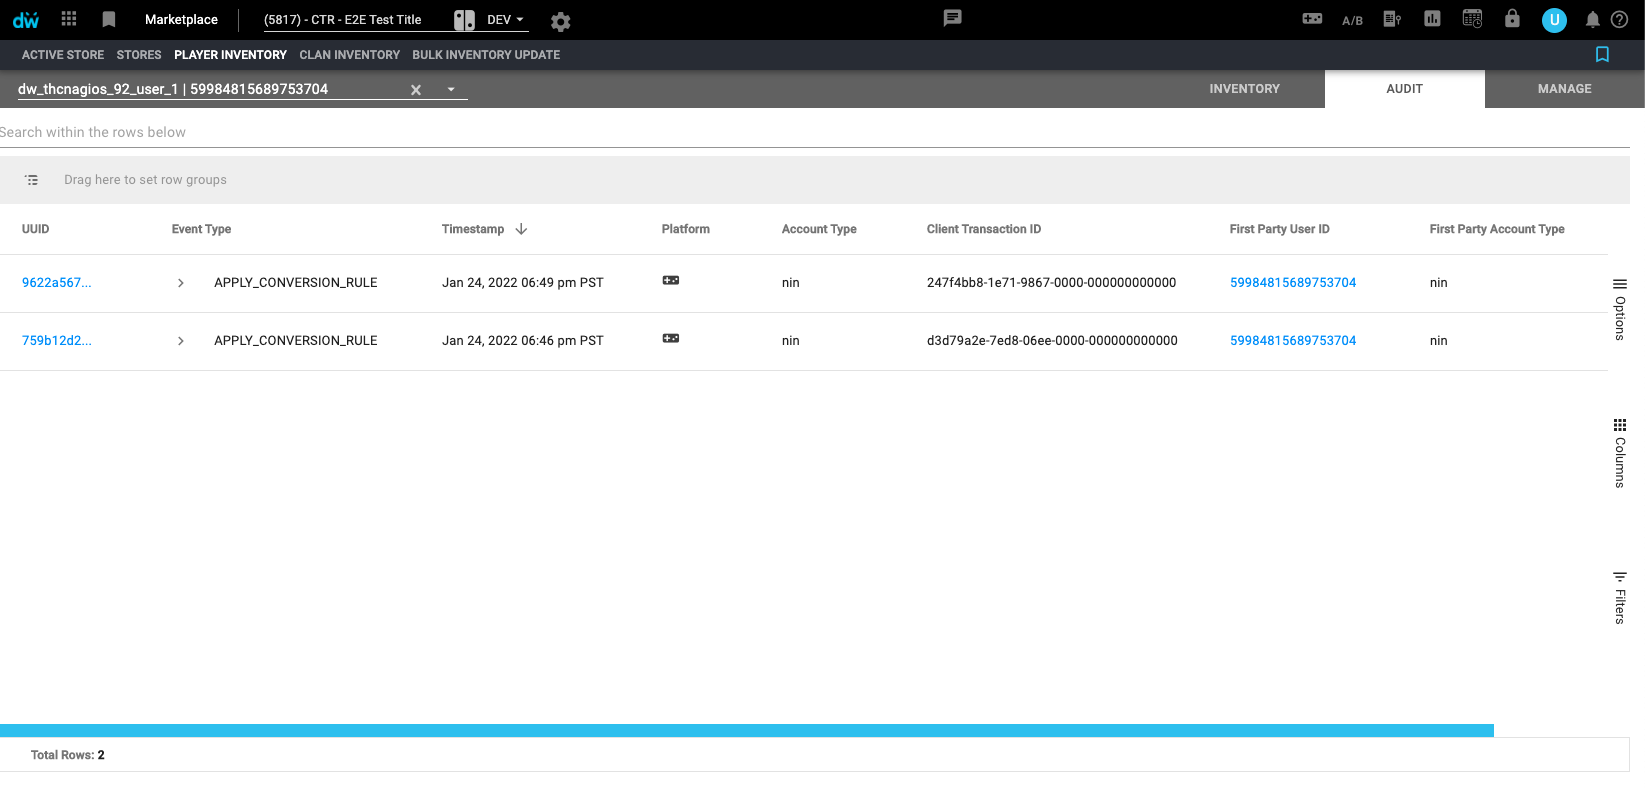 dw Marketplace (5817) - CTR - E2E Test Title DEV A/B U
ACTIVE STORE STORES PLAYER INVENTORY CLAN INVENTORY BULK INVENTORY UPDATE
dw_thcnagios_92_user_1 | 59984815689753704 INVENTORY AUDIT MANAGE
Search within the rows below
Drag here to set row groups
UUID Event Type Timestamp Platform Account Type Client Transaction ID First Party User ID First Party Account Type
9622a567... APPLY_CONVERSION_RULE Jan 24, 2022 06:49 pm PST nin 247f4bb8-1e71-9867-0000-000000000000 59984815689753704 nin
759b12d2... APPLY_CONVERSION_RULE Jan 24, 2022 06:46 pm PST nin d3d79a2e-7ed8-06ee-0000-000000000000 59984815689753704 nin
Options
Columns
Filters
Total Rows: 2